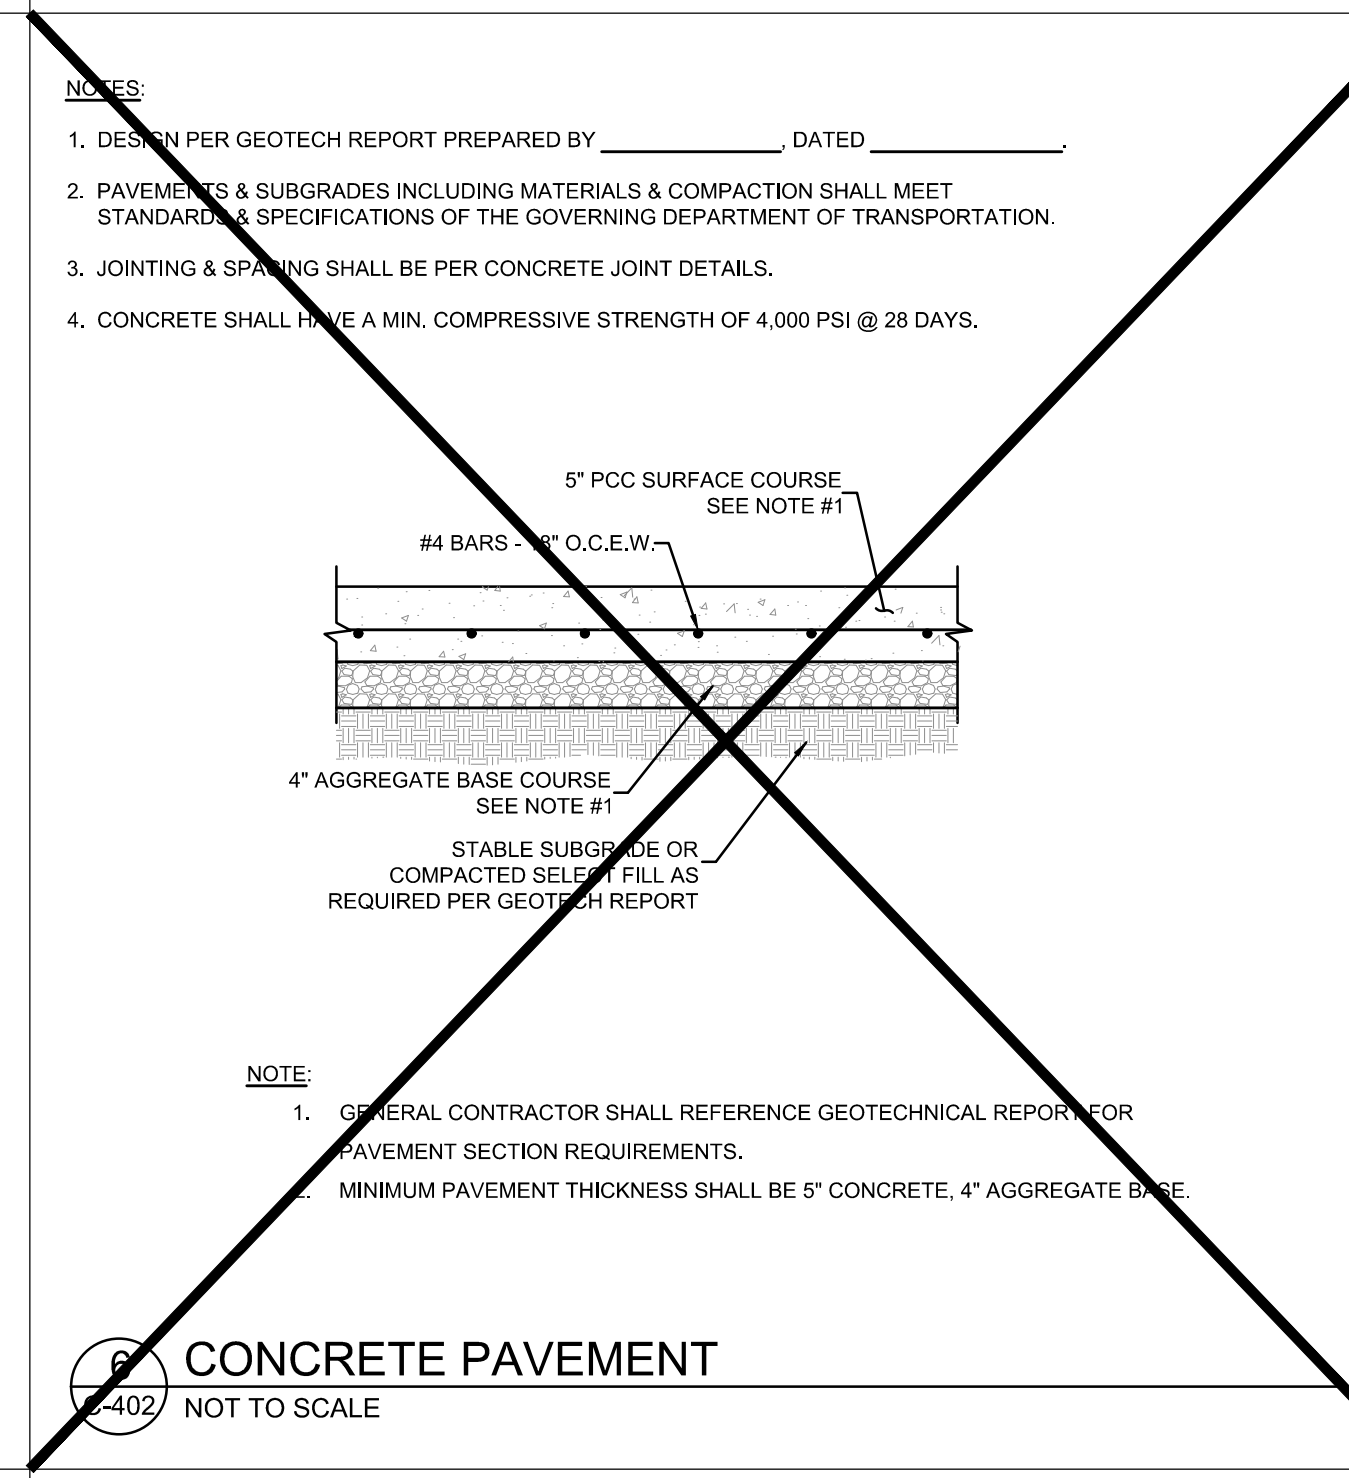 NOTES:
1. DESIGN PER GEOTECH REPORT PREPARED BY ____________, DATED ____________.
2. PAVEMENTS & SUBGRADES INCLUDING MATERIALS & COMPACTION SHALL MEET
STANDARDS & SPECIFICATIONS OF THE GOVERNING DEPARTMENT OF TRANSPORTATION.
3. JOINTING & SPACING SHALL BE PER CONCRETE JOINT DETAILS.
4. CONCRETE SHALL HAVE A MIN. COMPRESSIVE STRENGTH OF 4,000 PSI @ 28 DAYS.
5" PCC SURFACE COURSE
SEE NOTE #1
#4 BARS - 18" O.C.E.W.
4" AGGREGATE BASE COURSE
SEE NOTE #1
STABLE SUBGRADE OR
COMPACTED SELECT FILL AS
REQUIRED PER GEOTECH REPORT
NOTE:
1. GENERAL CONTRACTOR SHALL REFERENCE GEOTECHNICAL REPORT FOR
PAVEMENT SECTION REQUIREMENTS.
2. MINIMUM PAVEMENT THICKNESS SHALL BE 5" CONCRETE, 4" AGGREGATE BASE.
6
C-402
CONCRETE PAVEMENT
NOT TO SCALE